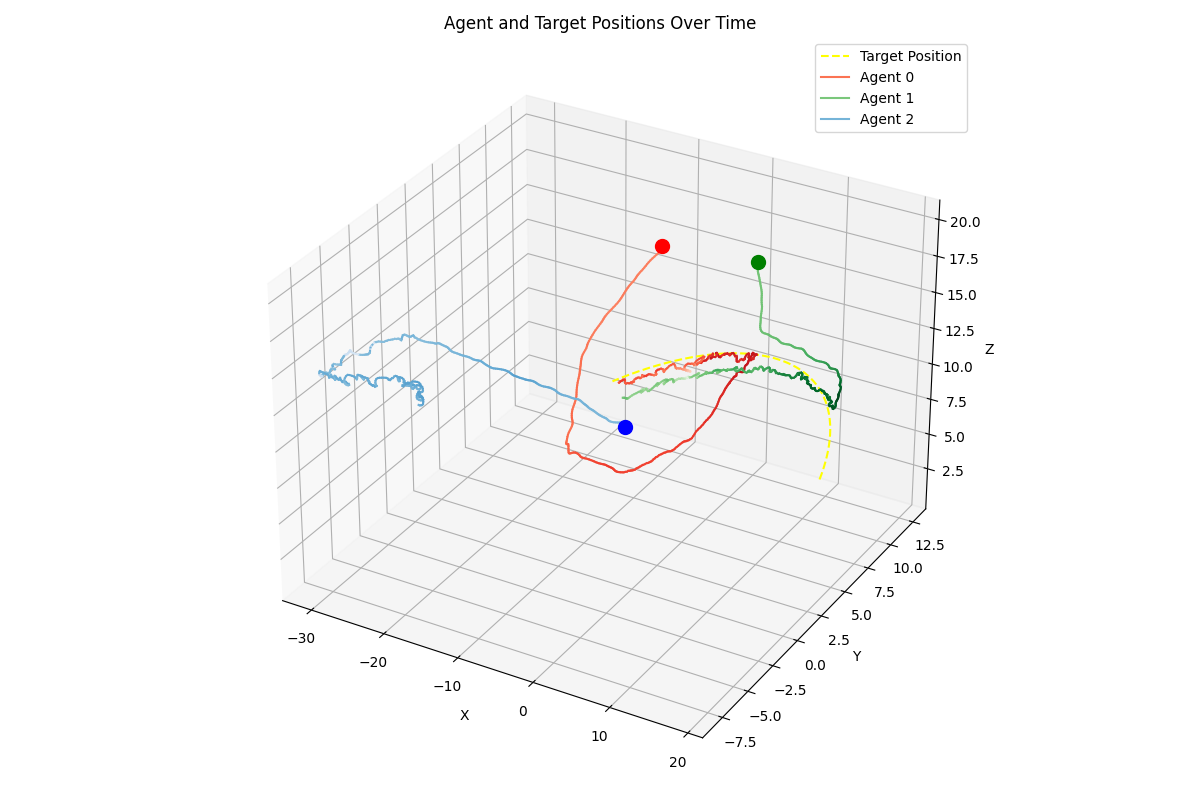 Agent and Target Positions Over Time
Target Position
Agent 0
Agent 1
Agent 2
20.0
17.5
15.0
12.5
Z
10.0
7.5
5.0
2.5
12.5
10.0
7.5
5.0
2.5
Y
0.0
−2.5
−5.0
−7.5
−30
−20
−10
X
0
10
20